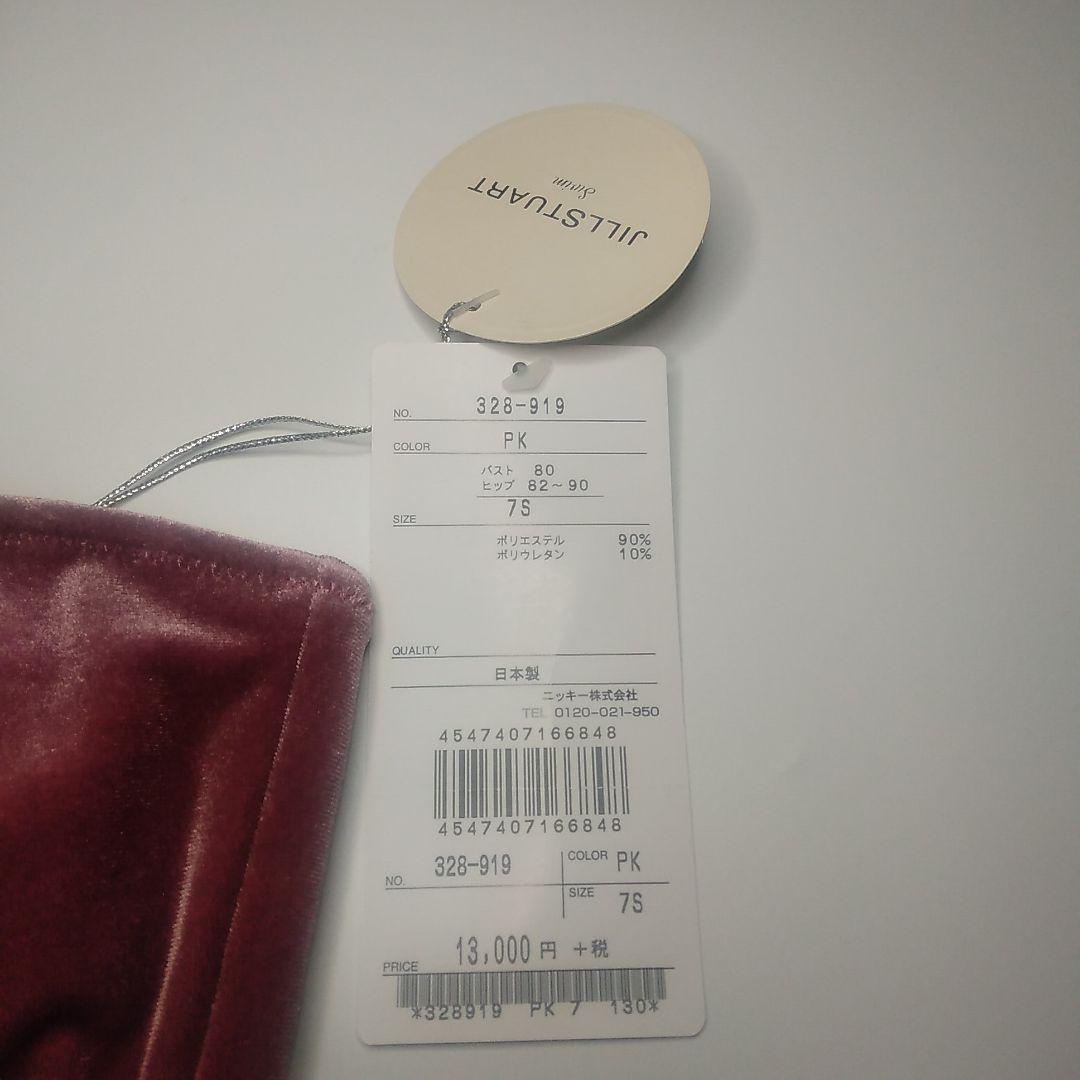 JILLSTUART
Swim
NO. 328-919
COLOR PK
バスト 80
ヒップ 82~90
SIZE 7S
ポリエステル 90%
ポリウレタン 10%
QUALITY
日本製
ニッキー株式会社
TEL 0120-021-950
4547407166848
4547407166848
NO. 328-919 COLOR PK
SIZE 7S
PRICE 13,000円 +税
*328919 PK 7 130*